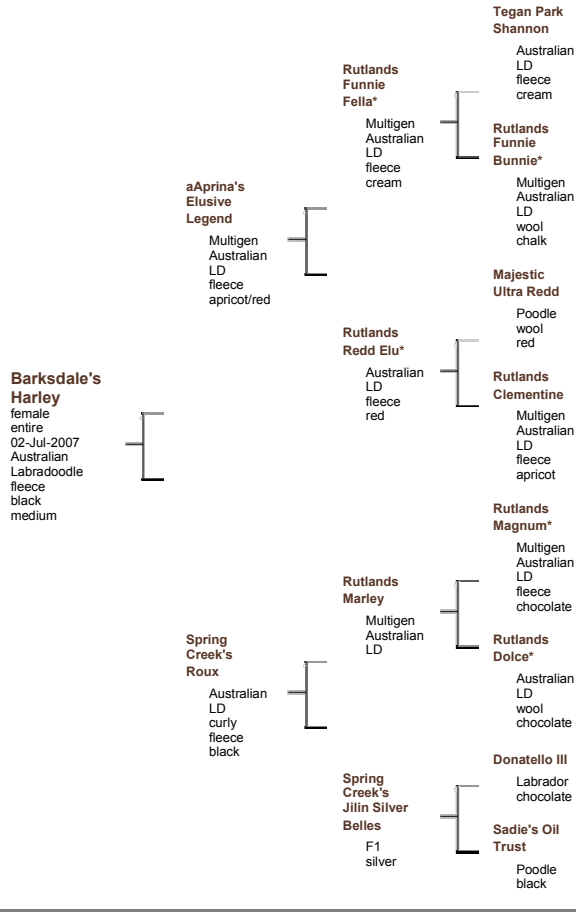 Barksdale's
Harley
female
entire
02-Jul-2007
Australian
Labradoodle
fleece
black
medium
aAprina's
Elusive
Legend
Multigen
Australian
LD
fleece
apricot/red
Spring
Creek's
Roux
Australian
LD
curly
fleece
black
Rutlands
Funnie
Fella*
Multigen
Australian
LD
fleece
cream
Rutlands
Redd Elu*
Australian
LD
fleece
red
Rutlands
Marley
Multigen
Australian
LD
Spring
Creek's
Jilin Silver
Belles
F1
silver
Tegan Park
Shannon
Australian
LD
fleece
cream
Rutlands
Funnie
Bunnie*
Multigen
Australian
LD
wool
chalk
Majestic
Ultra Redd
Poodle
wool
red
Rutlands
Clementine
Multigen
Australian
LD
fleece
apricot
Rutlands
Magnum*
Multigen
Australian
LD
fleece
chocolate
Rutlands
Dolce*
Australian
LD
wool
chocolate
Donatello III
Labrador
chocolate
Sadie's Oil
Trust
Poodle
black